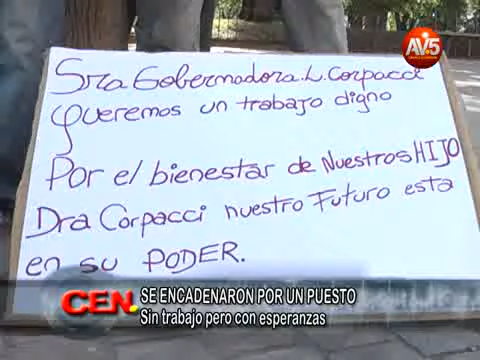 AV5
Sra Gobernadora. L. Corpacci
Queremos un trabajo digno
Por el bienestar de Nuestros HIJO
Dra Corpacci nuestro Futuro esta
en su PODER.
CEN.
SE ENCADENARON POR UN PUESTO
Sin trabajo pero con esperanzas